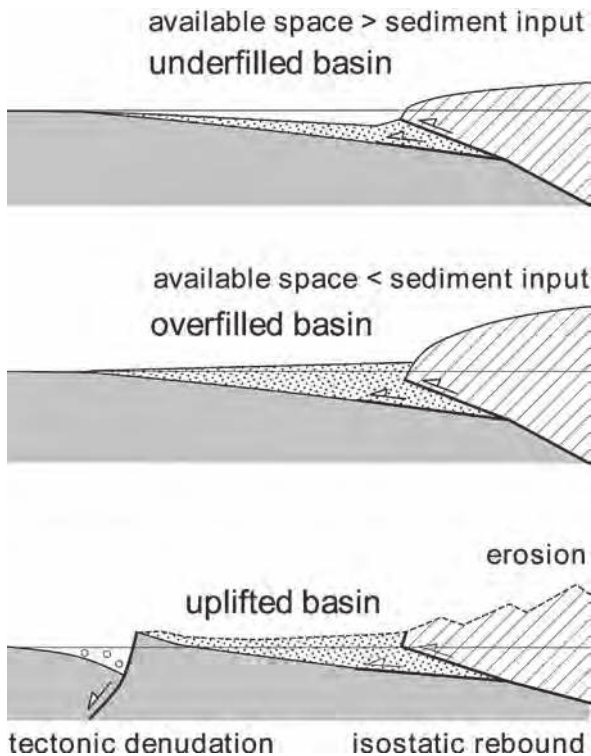 available space > sediment input
underfilled basin
available space < sediment input
overfilled basin
erosion
uplifted basin
tectonic denudation
isostatic rebound